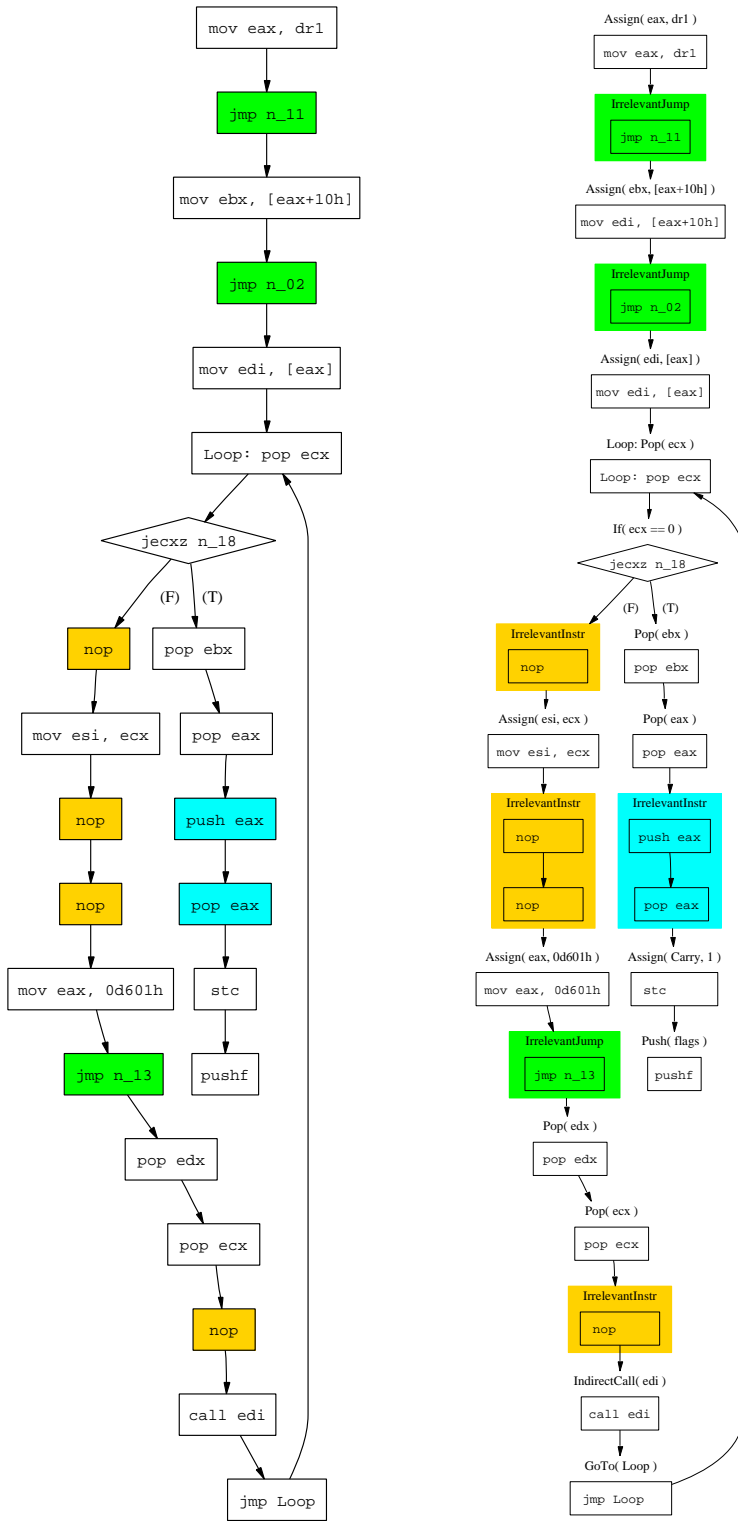 mov eax, dr1
jmp n_11
mov ebx, [eax+10h]
jmp n_02
mov edi, [eax]
Loop: pop ecx
jecxz n_18
(F)
(T)
nop
pop ebx
mov esi, ecx
pop eax
nop
push eax
nop
pop eax
mov eax, 0d601h
stc
jmp n_13
pushf
pop edx
pop ecx
nop
call edi
jmp Loop
Assign( eax, dr1 )
mov eax, dr1
IrrelevantJump
jmp n_11
Assign( ebx, [eax+10h] )
mov edi, [eax+10h]
IrrelevantJump
jmp n_02
Assign( edi, [eax] )
mov edi, [eax]
Loop: Pop( ecx )
Loop: pop ecx
If( ecx == 0 )
jecxz n_18
(F)
(T)
IrrelevantInstr
Pop( ebx )
nop
pop ebx
Assign( esi, ecx )
Pop( eax )
mov esi, ecx
pop eax
IrrelevantInstr
IrrelevantInstr
nop
push eax
nop
pop eax
Assign( eax, 0d601h )
Assign( Carry, 1 )
mov eax, 0d601h
stc
IrrelevantJump
Push( flags )
jmp n_13
pushf
Pop( edx )
pop edx
Pop( ecx )
pop ecx
IrrelevantInstr
nop
IndirectCall( edi )
call edi
GoTo( Loop )
jmp Loop